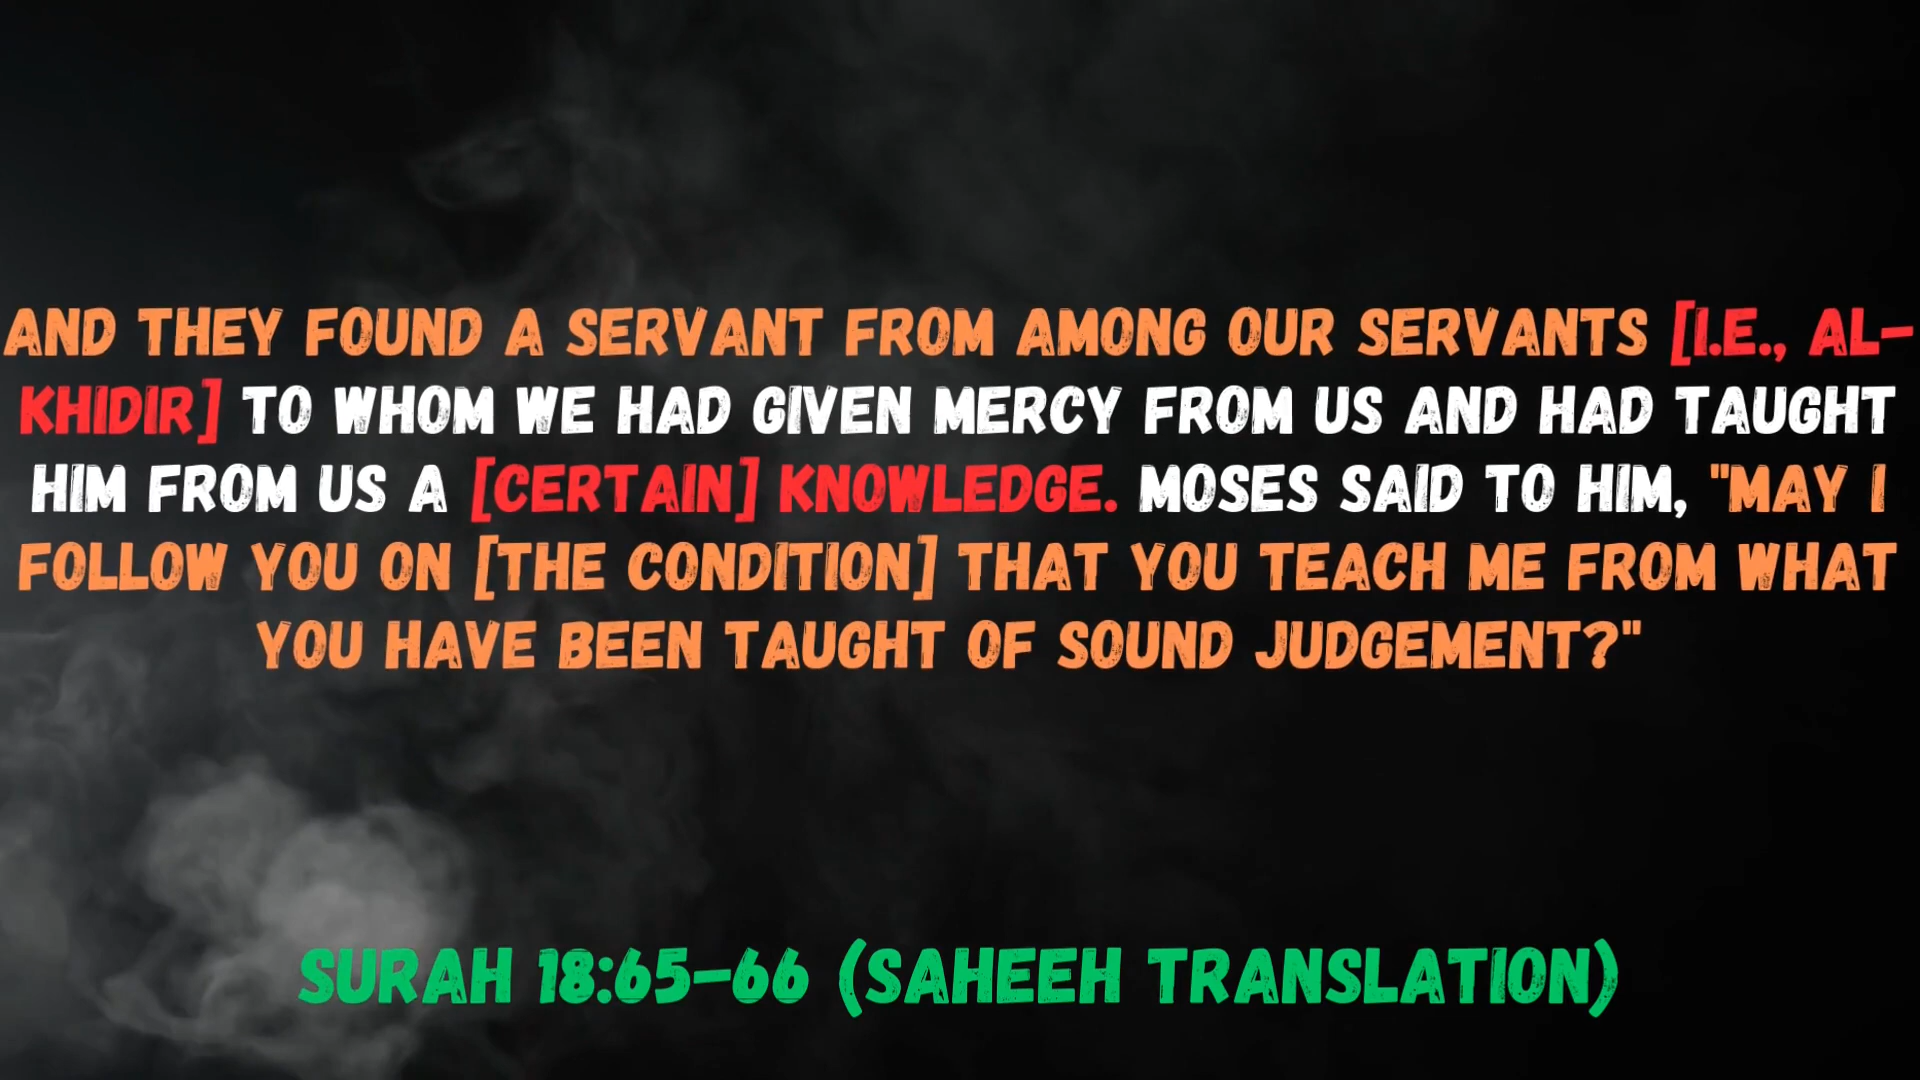 AND THEY FOUND A SERVANT FROM AMONG OUR SERVANTS [I.E., AL-
KHIDIR] TO WHOM WE HAD GIVEN MERCY FROM US AND HAD TAUGHT
HIM FROM US A [CERTAIN] KNOWLEDGE. MOSES SAID TO HIM, "MAY I
FOLLOW YOU ON [THE CONDITION] THAT YOU TEACH ME FROM WHAT
YOU HAVE BEEN TAUGHT OF SOUND JUDGEMENT?"
SURAH 18:65-66 (SAHEEH TRANSLATION)